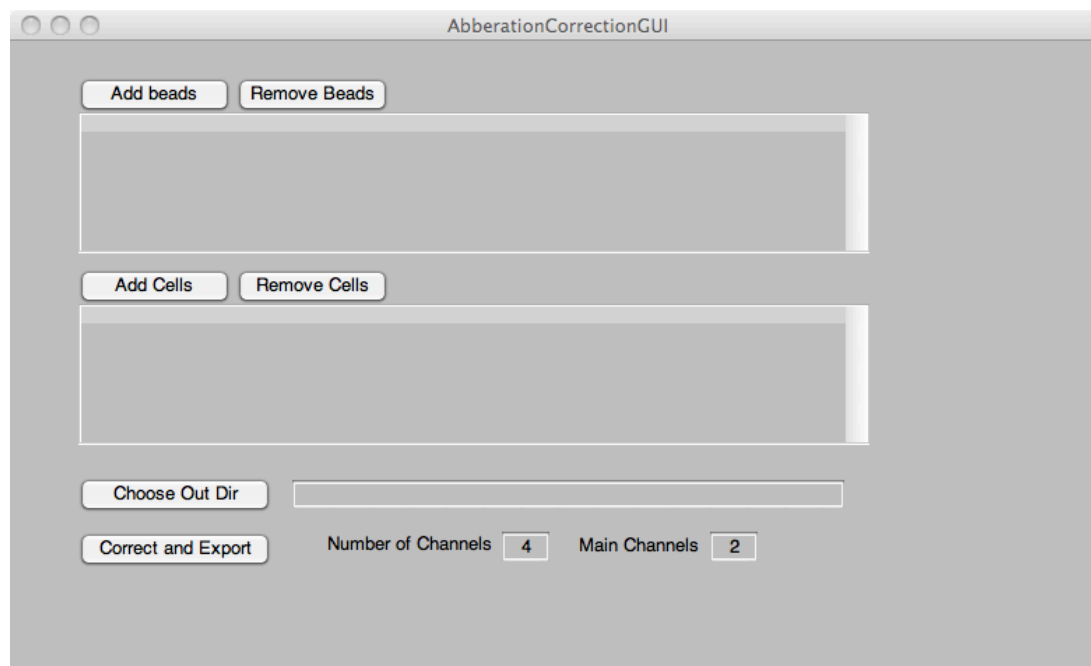 AbberationCorrectionGUI
Add beads Remove Beads
Add Cells Remove Cells
Choose Out Dir
Correct and Export Number of Channels 4 Main Channels 2